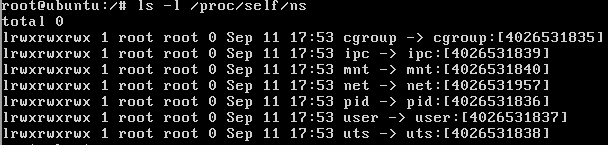 root@ubuntu:/# ls -l /proc/self/ns
total 0
lrwxrwxrwx 1 root root 0 Sep 11 17:53 cgroup -> cgroup:[4026531835]
lrwxrwxrwx 1 root root 0 Sep 11 17:53 ipc -> ipc:[4026531839]
lrwxrwxrwx 1 root root 0 Sep 11 17:53 mnt -> mnt:[4026531840]
lrwxrwxrwx 1 root root 0 Sep 11 17:53 net -> net:[4026531957]
lrwxrwxrwx 1 root root 0 Sep 11 17:53 pid -> pid:[4026531836]
lrwxrwxrwx 1 root root 0 Sep 11 17:53 user -> user:[4026531837]
lrwxrwxrwx 1 root root 0 Sep 11 17:53 uts -> uts:[4026531838]